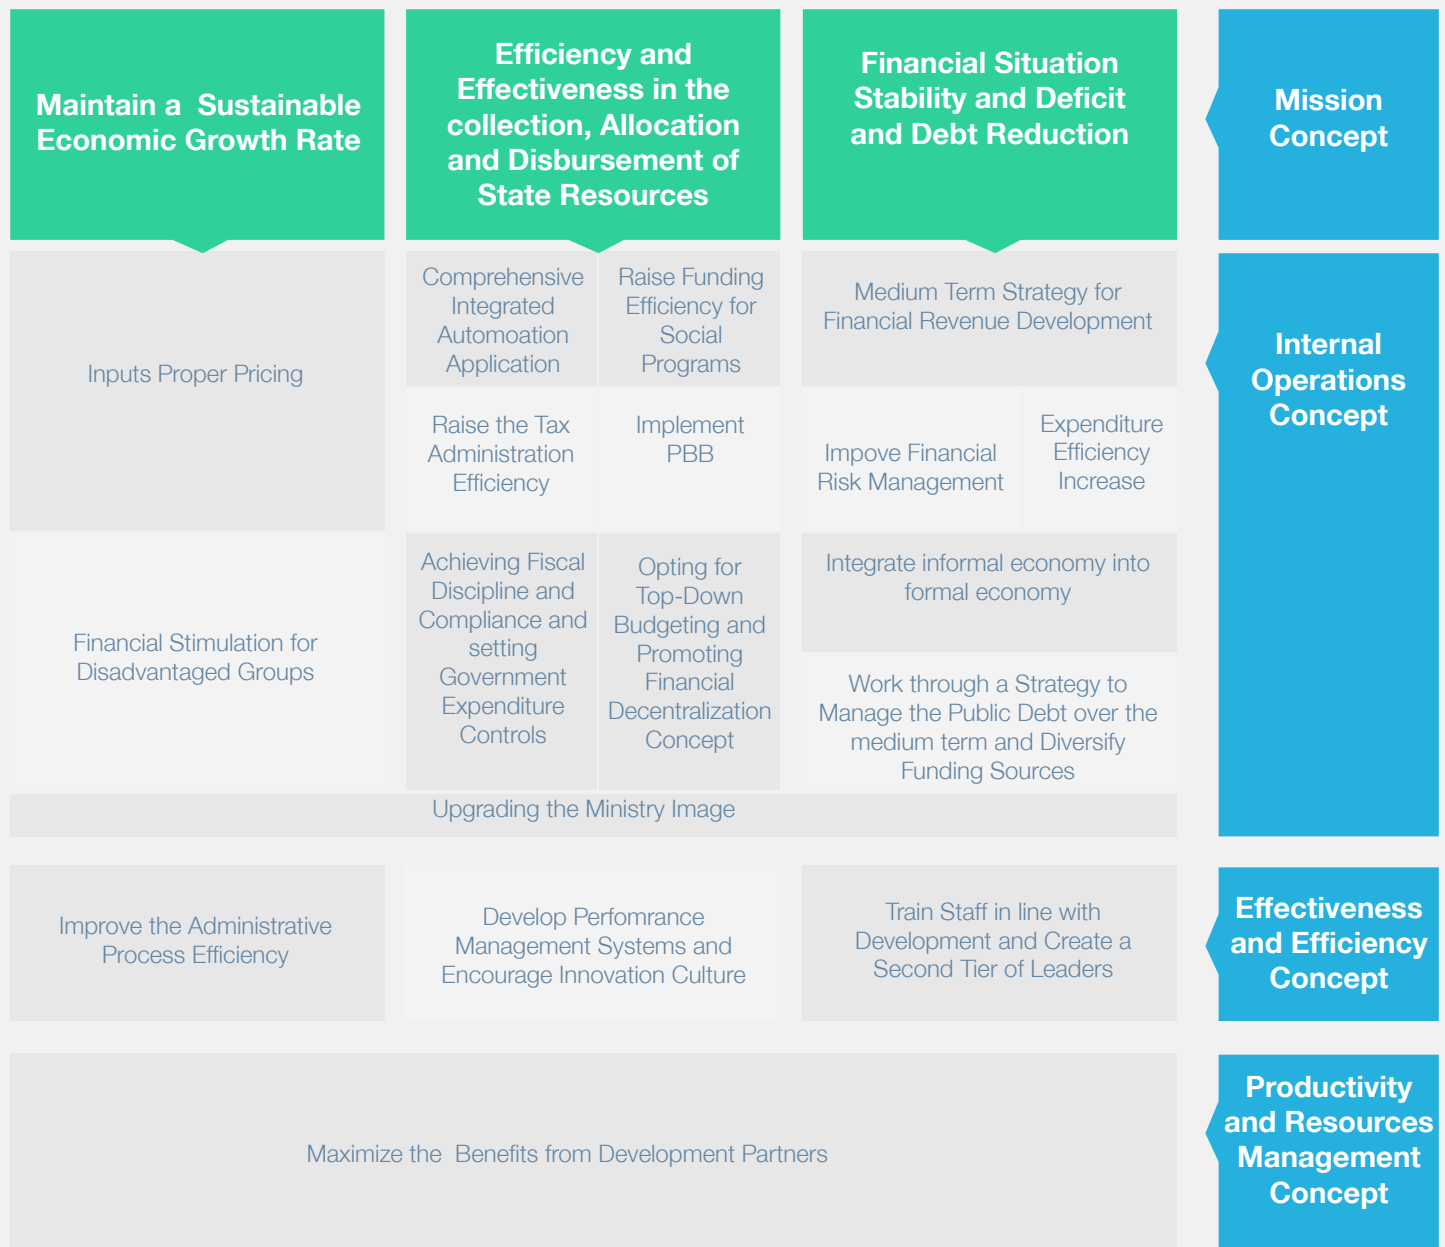 Maintain a Sustainable
Economic Growth Rate
Efficiency and
Effectiveness in the
collection, Allocation
and Disbursement of
State Resources
Financial Situation
Stability and Deficit
and Debt Reduction
Mission
Concept
Inputs Proper Pricing
Comprehensive
Integrated
Automoation
Application
Raise Funding
Efficiency for
Social
Programs
Medium Term Strategy for
Financial Revenue Development
Internal
Operations
Concept
Raise the Tax
Administration
Efficiency
Implement
PBB
Impove Financial
Risk Management
Expenditure
Efficiency
Increase
Financial Stimulation for
Disadvantaged Groups
Achieving Fiscal
Discipline and
Compliance and
setting
Government
Expenditure
Controls
Opting for
Top-Down
Budgeting and
Promoting
Financial
Decentralization
Concept
Integrate informal economy into
formal economy
Work through a Strategy to
Manage the Public Debt over the
medium term and Diversify
Funding Sources
Upgrading the Ministry Image
Improve the Administrative
Process Efficiency
Develop Perfomrance
Management Systems and
Encourage Innovation Culture
Train Staff in line with
Development and Create a
Second Tier of Leaders
Effectiveness
and Efficiency
Concept
Maximize the Benefits from Development Partners
Productivity
and Resources
Management
Concept